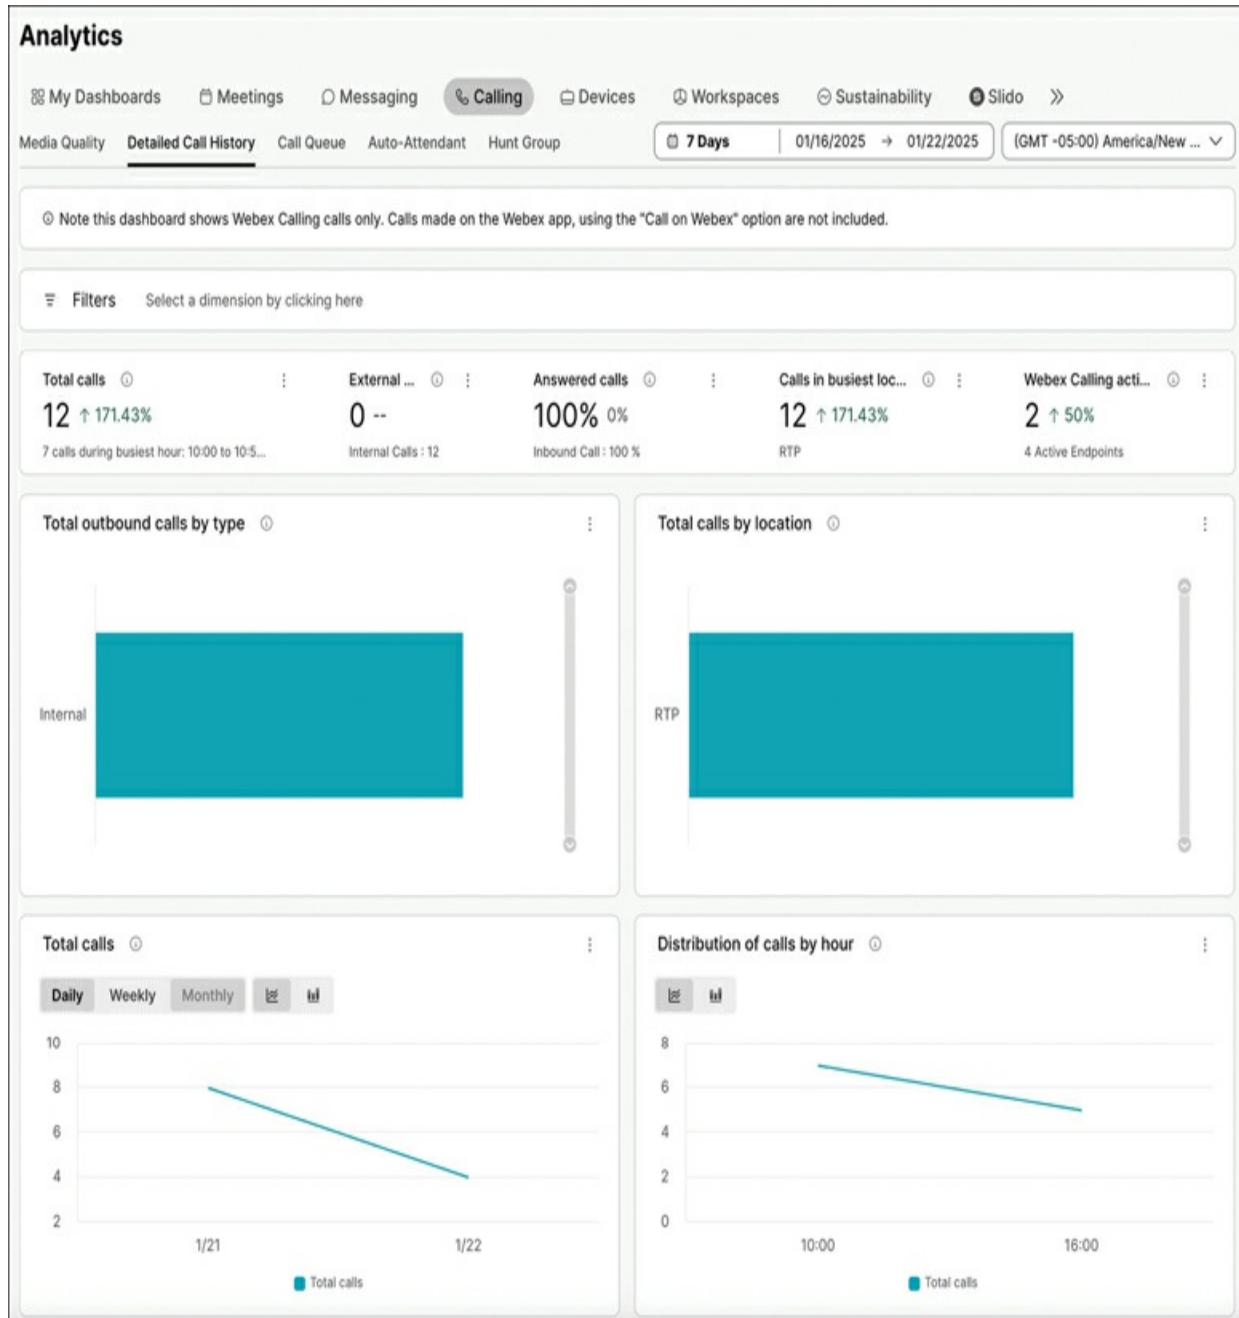 Analytics
My Dashboards Meetings Messaging Calling Devices Workspaces Sustainability Slido
Media Quality Detailed Call History Call Queue Auto-Attendant Hunt Group 7 Days 01/16/2025 → 01/22/2025 (GMT -05:00) America/New ...
Note this dashboard shows Webex Calling calls only. Calls made on the Webex app, using the "Call on Webex" option are not included.
Filters Select a dimension by clicking here
Total calls External ... Answered calls Calls in busiest loc... Webex Calling acti...
12 ↑ 171.43% 0 -- 100% 0% 12 ↑ 171.43% 2 ↑ 50%
7 calls during busiest hour: 10:00 to 10:5... Internal Calls : 12 Inbound Call : 100 % RTP 4 Active Endpoints
Total outbound calls by type
Internal
Total calls by location
RTP
Total calls
Daily Weekly Monthly
10
8
6
4
2
1/21 1/22
Total calls
Distribution of calls by hour
8
6
4
2
0
10:00 16:00
Total calls